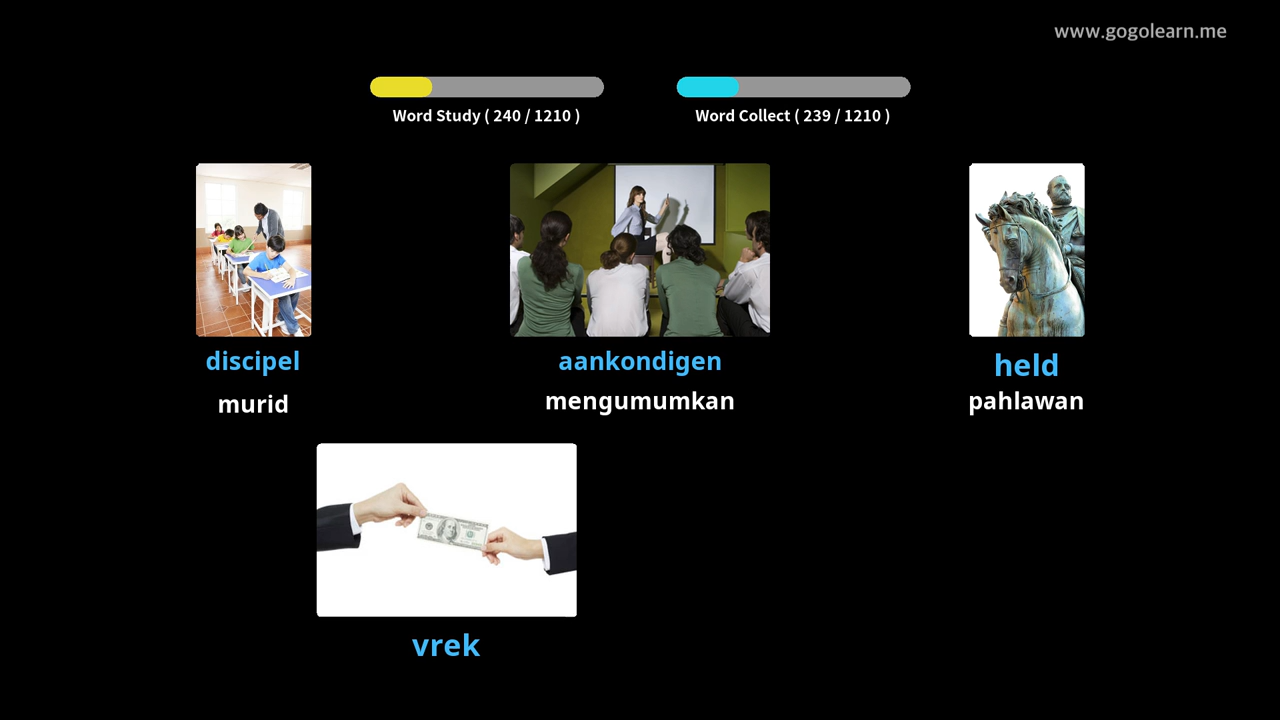 www.gogolearn.me
Word Study ( 240 / 1210 )
Word Collect ( 239 / 1210 )
discipel
murid
aankondigen
mengumumkan
held
pahlawan
vrek